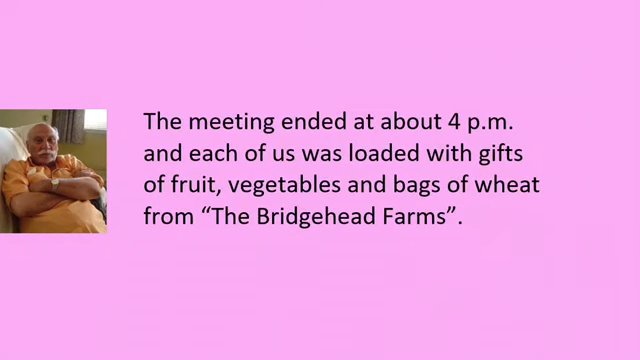 The meeting ended at about 4 p.m.
and each of us was loaded with gifts
of fruit, vegetables and bags of wheat
from “The Bridgehead Farms”.